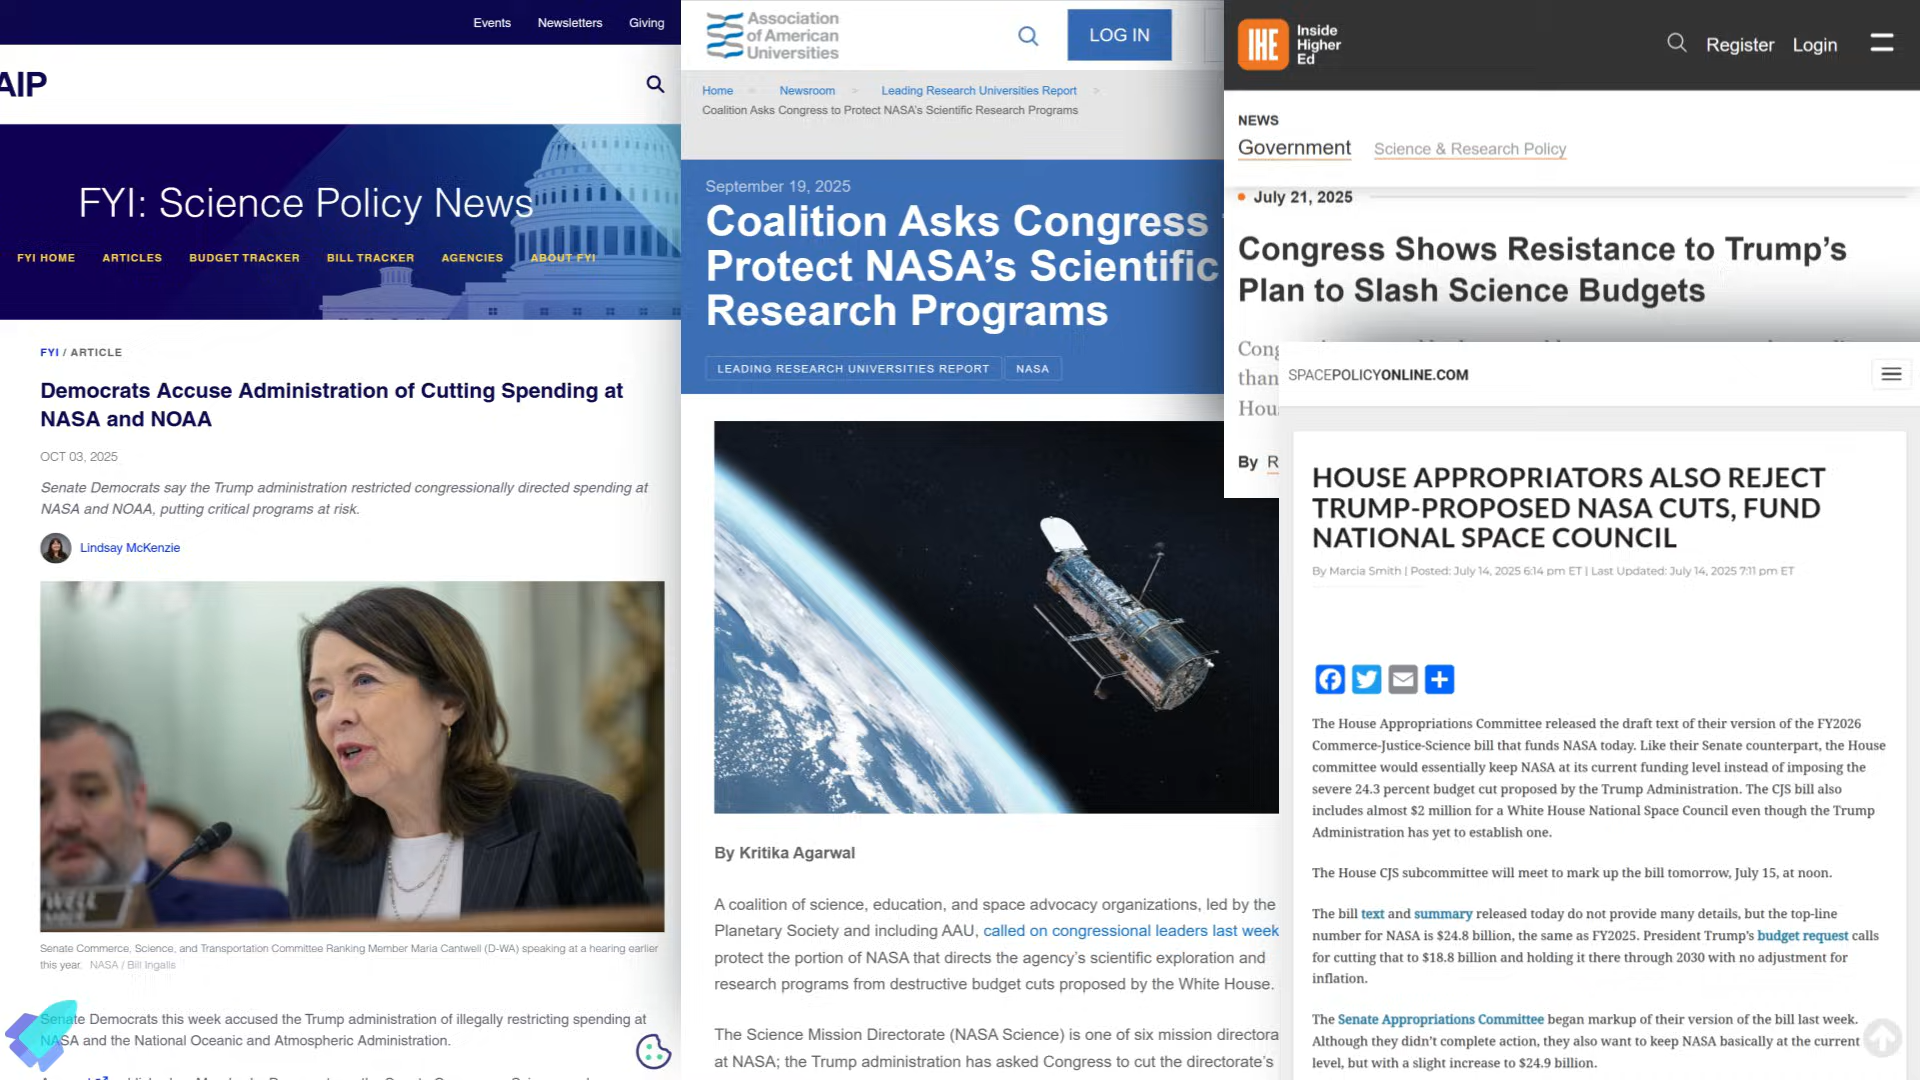 Events Newsletters Giving
AIP
FYI: Science Policy News
FYI HOME ARTICLES BUDGET TRACKER BILL TRACKER AGENCIES ABOUT FYI
FYI / ARTICLE
Democrats Accuse Administration of Cutting Spending at
NASA and NOAA
OCT 03, 2025
Senate Democrats say the Trump administration restricted congressionally directed spending at
NASA and NOAA, putting critical programs at risk.
Lindsay McKenzie
Senate Commerce, Science, and Transportation Committee Ranking Member Maria Cantwell (D-WA) speaking at a hearing earlier
this year. NASA / Bill Ingalls
Senate Democrats this week accused the Trump administration of illegally restricting spending at
NASA and the National Oceanic and Atmospheric Administration.
Association
of American
Universities
LOG IN
Home > Newsroom > Leading Research Universities Report >
Coalition Asks Congress to Protect NASA's Scientific Research Programs
September 19, 2025
Coalition Asks Congress
Protect NASA's Scientific
Research Programs
LEADING RESEARCH UNIVERSITIES REPORT NASA
By Kritika Agarwal
A coalition of science, education, and space advocacy organizations, led by the
Planetary Society and including AAU, called on congressional leaders last week
protect the portion of NASA that directs the agency's scientific exploration and
research programs from destructive budget cuts proposed by the White House.
The Science Mission Directorate (NASA Science) is one of six mission directora
at NASA; the Trump administration has asked Congress to cut the directorate's
IHE Inside
Higher
Ed
Register Login
NEWS
Government Science & Research Policy
July 21, 2025
Congress Shows Resistance to Trump's
Plan to Slash Science Budgets
Cong
than
Hou
By R
SPACEPOLICYONLINE.COM
HOUSE APPROPRIATORS ALSO REJECT
TRUMP-PROPOSED NASA CUTS, FUND
NATIONAL SPACE COUNCIL
By Marcia Smith | Posted: July 14, 2025 6:14 pm ET | Last Updated: July 14, 2025 7:11 pm ET
The House Appropriations Committee released the draft text of their version of the FY2026
Commerce-Justice-Science bill that funds NASA today. Like their Senate counterpart, the House
committee would essentially keep NASA at its current funding level instead of imposing the
severe 24.3 percent budget cut proposed by the Trump Administration. The CJS bill also
includes almost $2 million for a White House National Space Council even though the Trump
Administration has yet to establish one.
The House CJS subcommittee will meet to mark up the bill tomorrow, July 15, at noon.
The bill text and summary released today do not provide many details, but the top-line
number for NASA is $24.8 billion, the same as FY2025. President Trump's budget request calls
for cutting that to $18.8 billion and holding it there through 2030 with no adjustment for
inflation.
The Senate Appropriations Committee began markup of their version of the bill last week.
Although they didn't complete action, they also want to keep NASA basically at the current
level, but with a slight increase to $24.9 billion.